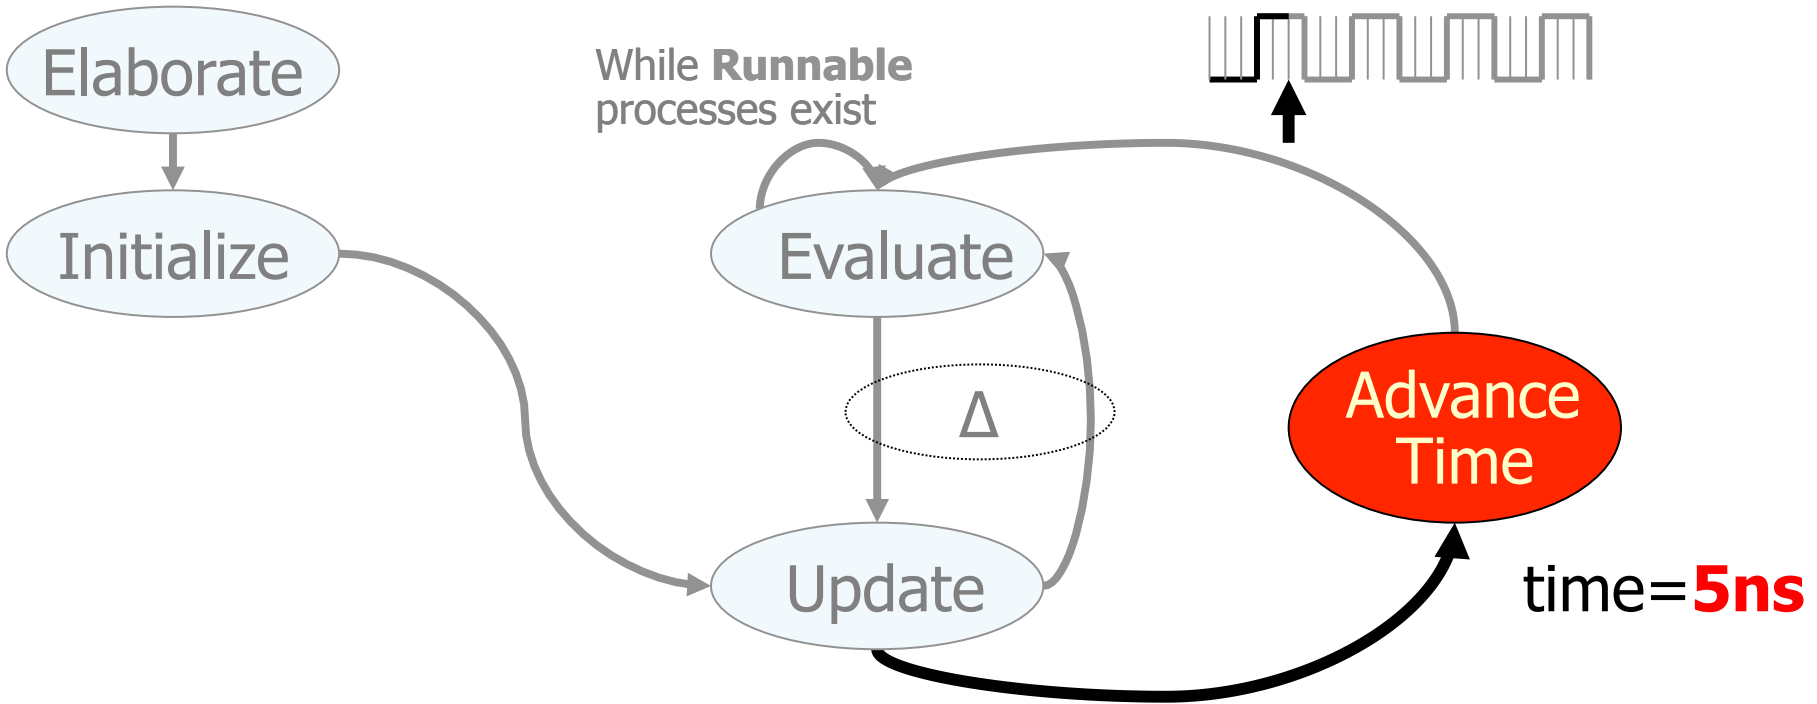 Elaborate
While Runnable
processes exist
Initialize
Evaluate
Δ
Advance
Time
Update
time=5ns